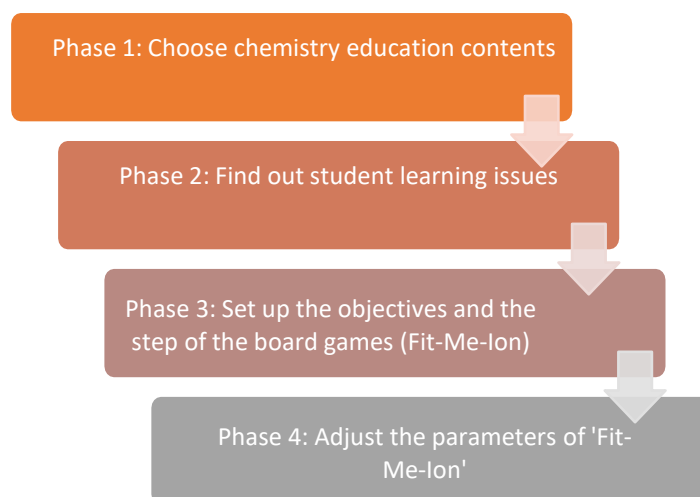 Phase 1: Choose chemistry education contents
Phase 2: Find out student learning issues
Phase 3: Set up the objectives and the
step of the board games (Fit-Me-Ion)
Phase 4: Adjust the parameters of 'Fit-
Me-Ion'